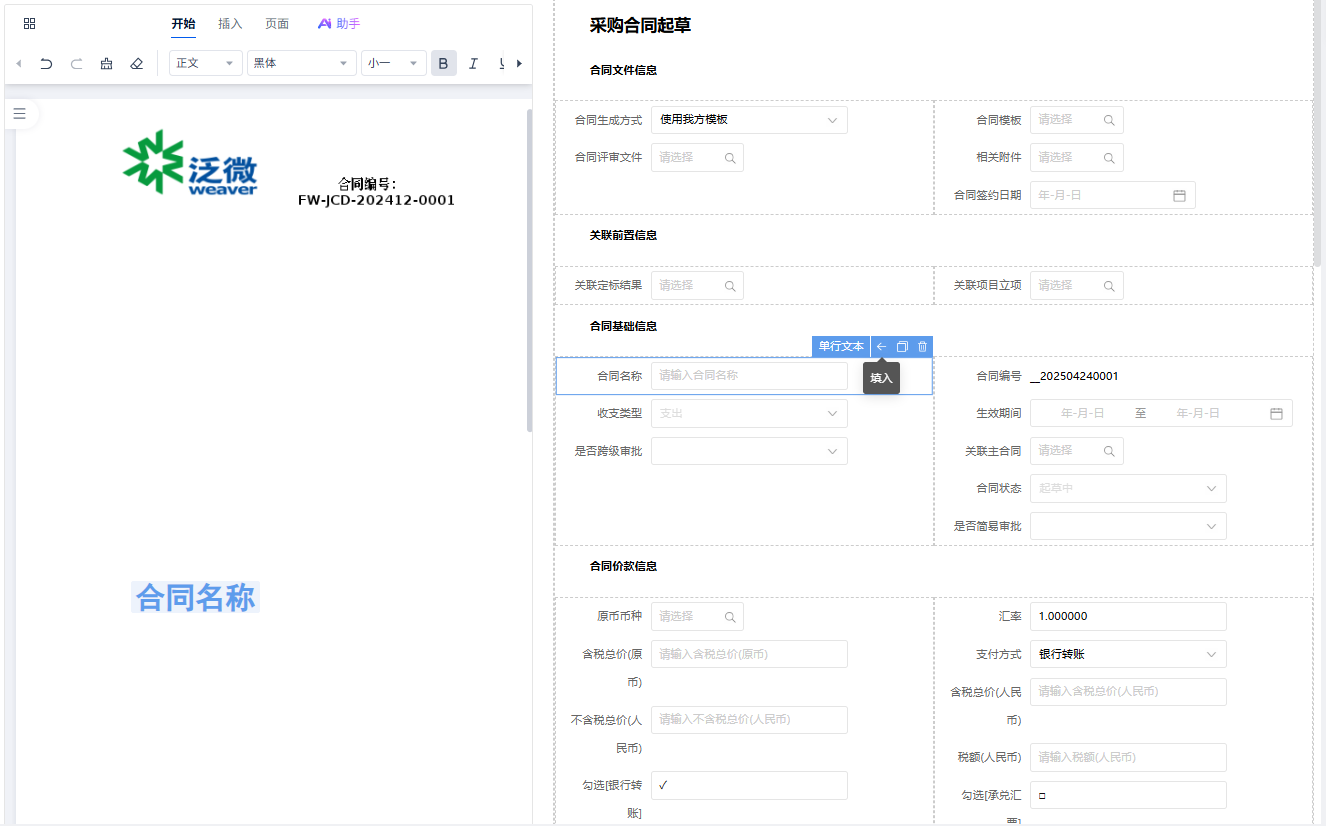 开始 插入 页面 Ai 助手
正文 黑体 小一 B I U
泛微
weaver
合同编号：
FW-JCD-202412-0001
合同名称
采购合同起草
合同文件信息
合同生成方式 使用我方模板 合同模板 请选择
合同评审文件 请选择 相关附件 请选择
合同签约日期 年-月-日
关联前置信息
关联定标结果 请选择 关联项目立项 请选择
合同基础信息
单行文本
填入
合同名称 请输入合同名称 合同编号 __202504240001
收支类型 支出 生效期间 年-月-日 至 年-月-日
是否跨级审批 关联主合同 请选择
合同状态 起草中
是否简易审批
合同价款信息
原币币种 请选择 汇率 1.000000
含税总价(原
币) 请输入含税总价(原币) 支付方式 银行转账
含税总价(人民
币) 请输入含税总价(人民币)
不含税总价(人
民币) 请输入不含税总价(人民币)
税额(人民币) 请输入税额(人民币)
勾选[银行转
账] ✓
勾选[承兑汇
票] □